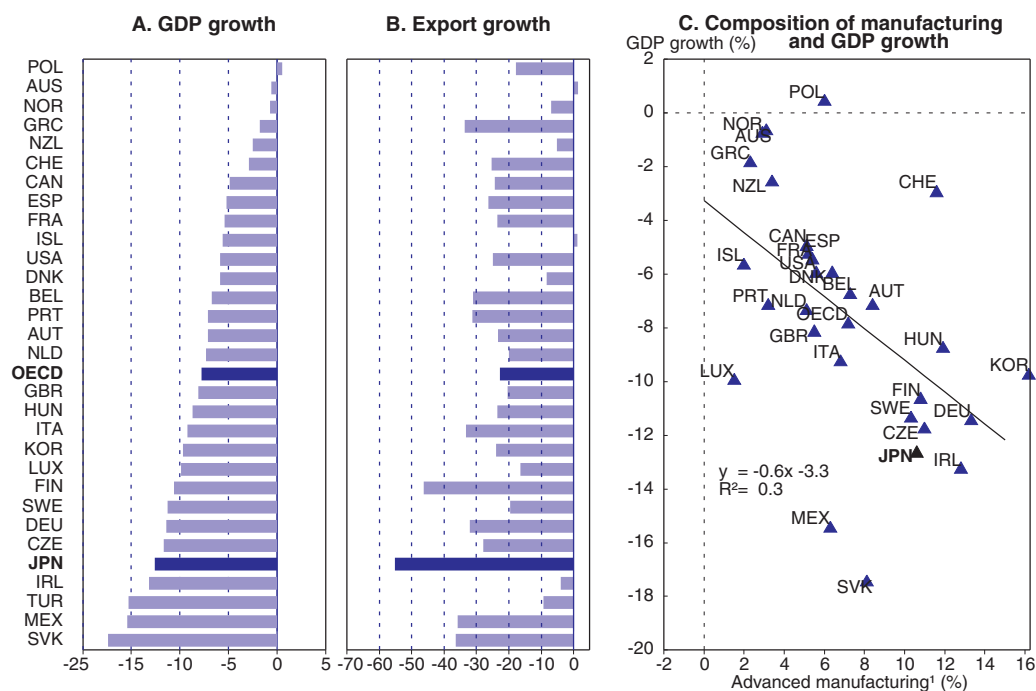 A. GDP growth
POL
AUS
NOR
GRC
NZL
CHE
CAN
ESP
FRA
ISL
USA
DNK
BEL
PRT
AUT
NLD
OECD
GBR
HUN
ITA
KOR
LUX
FIN
SWE
DEU
CZE
JPN
IRL
TUR
MEX
SVK
-25 -20 -15 -10 -5 0 5
B. Export growth
-70 -60 -50 -40 -30 -20 -10 0
C. Composition of manufacturing
and GDP growth
GDP growth (%)
2
0
-2
-4
-6
-8
-10
-12
-14
-16
-18
-20
POL
NOR
AUS
GRC
NZL
CHE
CAN
ESP
FRA
USA
ISL
DNK
BEL
PRT
NLD
AUT
OECD
GBR
HUN
ITA
KOR
LUX
FIN
SWE
DEU
CZE
JPN
IRL
y = -0.6x -3.3
R²= 0.3
MEX
SVK
-2 0 2 4 6 8 10 12 14 16
Advanced manufacturing¹ (%)